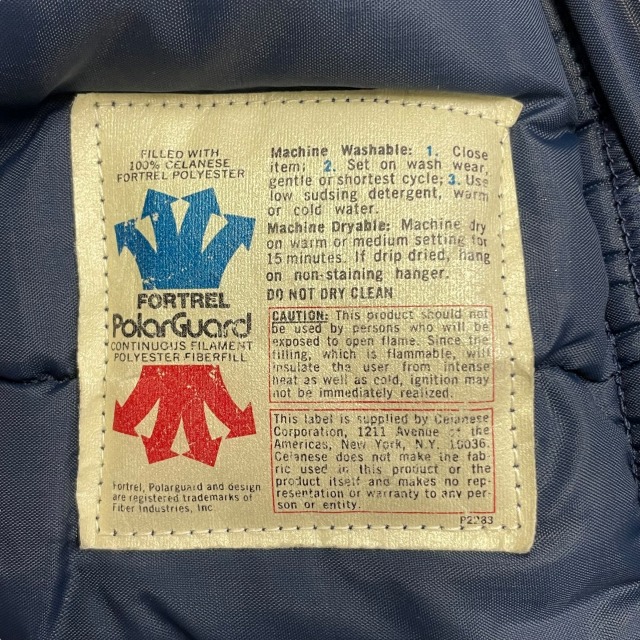 FILLED WITH
100% CELANESE
FORTREL POLYESTER
FORTREL
PolarGuard
CONTINUOUS FILAMENT
POLYESTER FIBERFILL
Fortrel, Polarguard and design
are registered trademarks of
Fiber Industries, Inc.
Machine Washable: 1. Close
item; 2. Set on wash wear,
gentle or shortest cycle; 3. Use
low sudsing detergent, warm
or cold water.
Machine Dryable: Machine dry
on warm or medium setting for
15 minutes. If drip dried, hang
on non-staining hanger.
DO NOT DRY CLEAN
CAUTION: This product should not
be used by persons who will be
exposed to open flame. Since the
filling, which is flammable, will
insulate the user from intense
heat as well as cold, ignition may
not be immediately realized.
This label is supplied by Celanese
Corporation, 1211 Avenue of the
Americas, New York, N.Y. 10036.
Celanese does not make the fab-
ric used in this product or the
product itself and makes no rep-
resentation or warranty to any per-
son or entity.